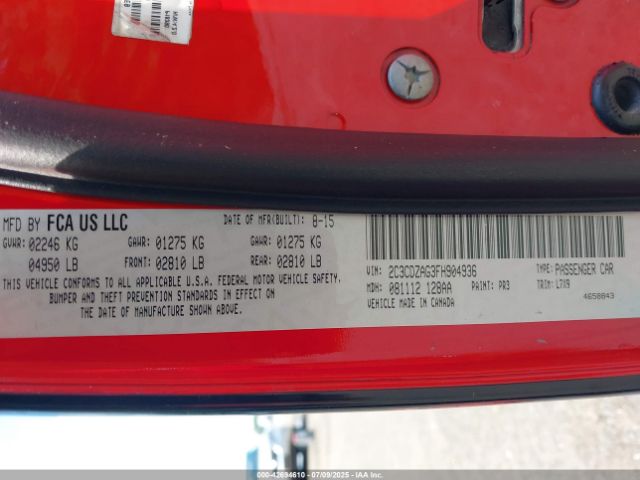 MFD BY FCA US LLC DATE OF MFR(BUILT): 8-15
GVWR: 02246 KG GAWR: 01275 KG GAWR: 01275 KG
04950 LB FRONT: 02810 LB REAR: 02810 LB
THIS VEHICLE CONFORMS TO ALL APPLICABLE U.S.A. FEDERAL MOTOR VEHICLE SAFETY,
BUMPER AND THEFT PREVENTION STANDARDS IN EFFECT ON
THE DATE OF MANUFACTURE SHOWN ABOVE.
VIN: 2C3CDZAG3FH904936 TYPE: PASSENGER CAR
MDH: 081112 128AA PAINT: PR3 TRIM: L7X9
VEHICLE MADE IN CANADA 4658843
000-42694610 | 07/09/2025 | IAAI.COM